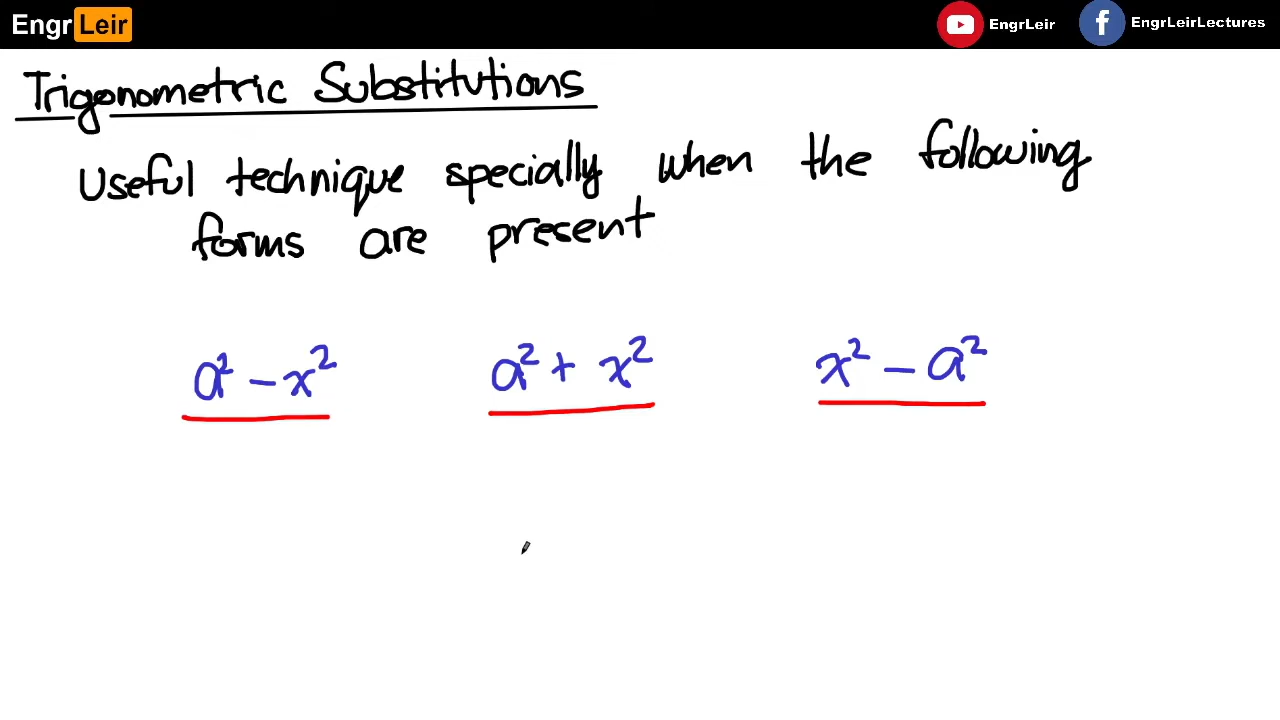 EngrLeir
EngrLeir
EngrLeirLectures
Trigonometric Substitutions
Useful technique specially when the following
forms are present
a² - x²
a² + x²
x² - a²